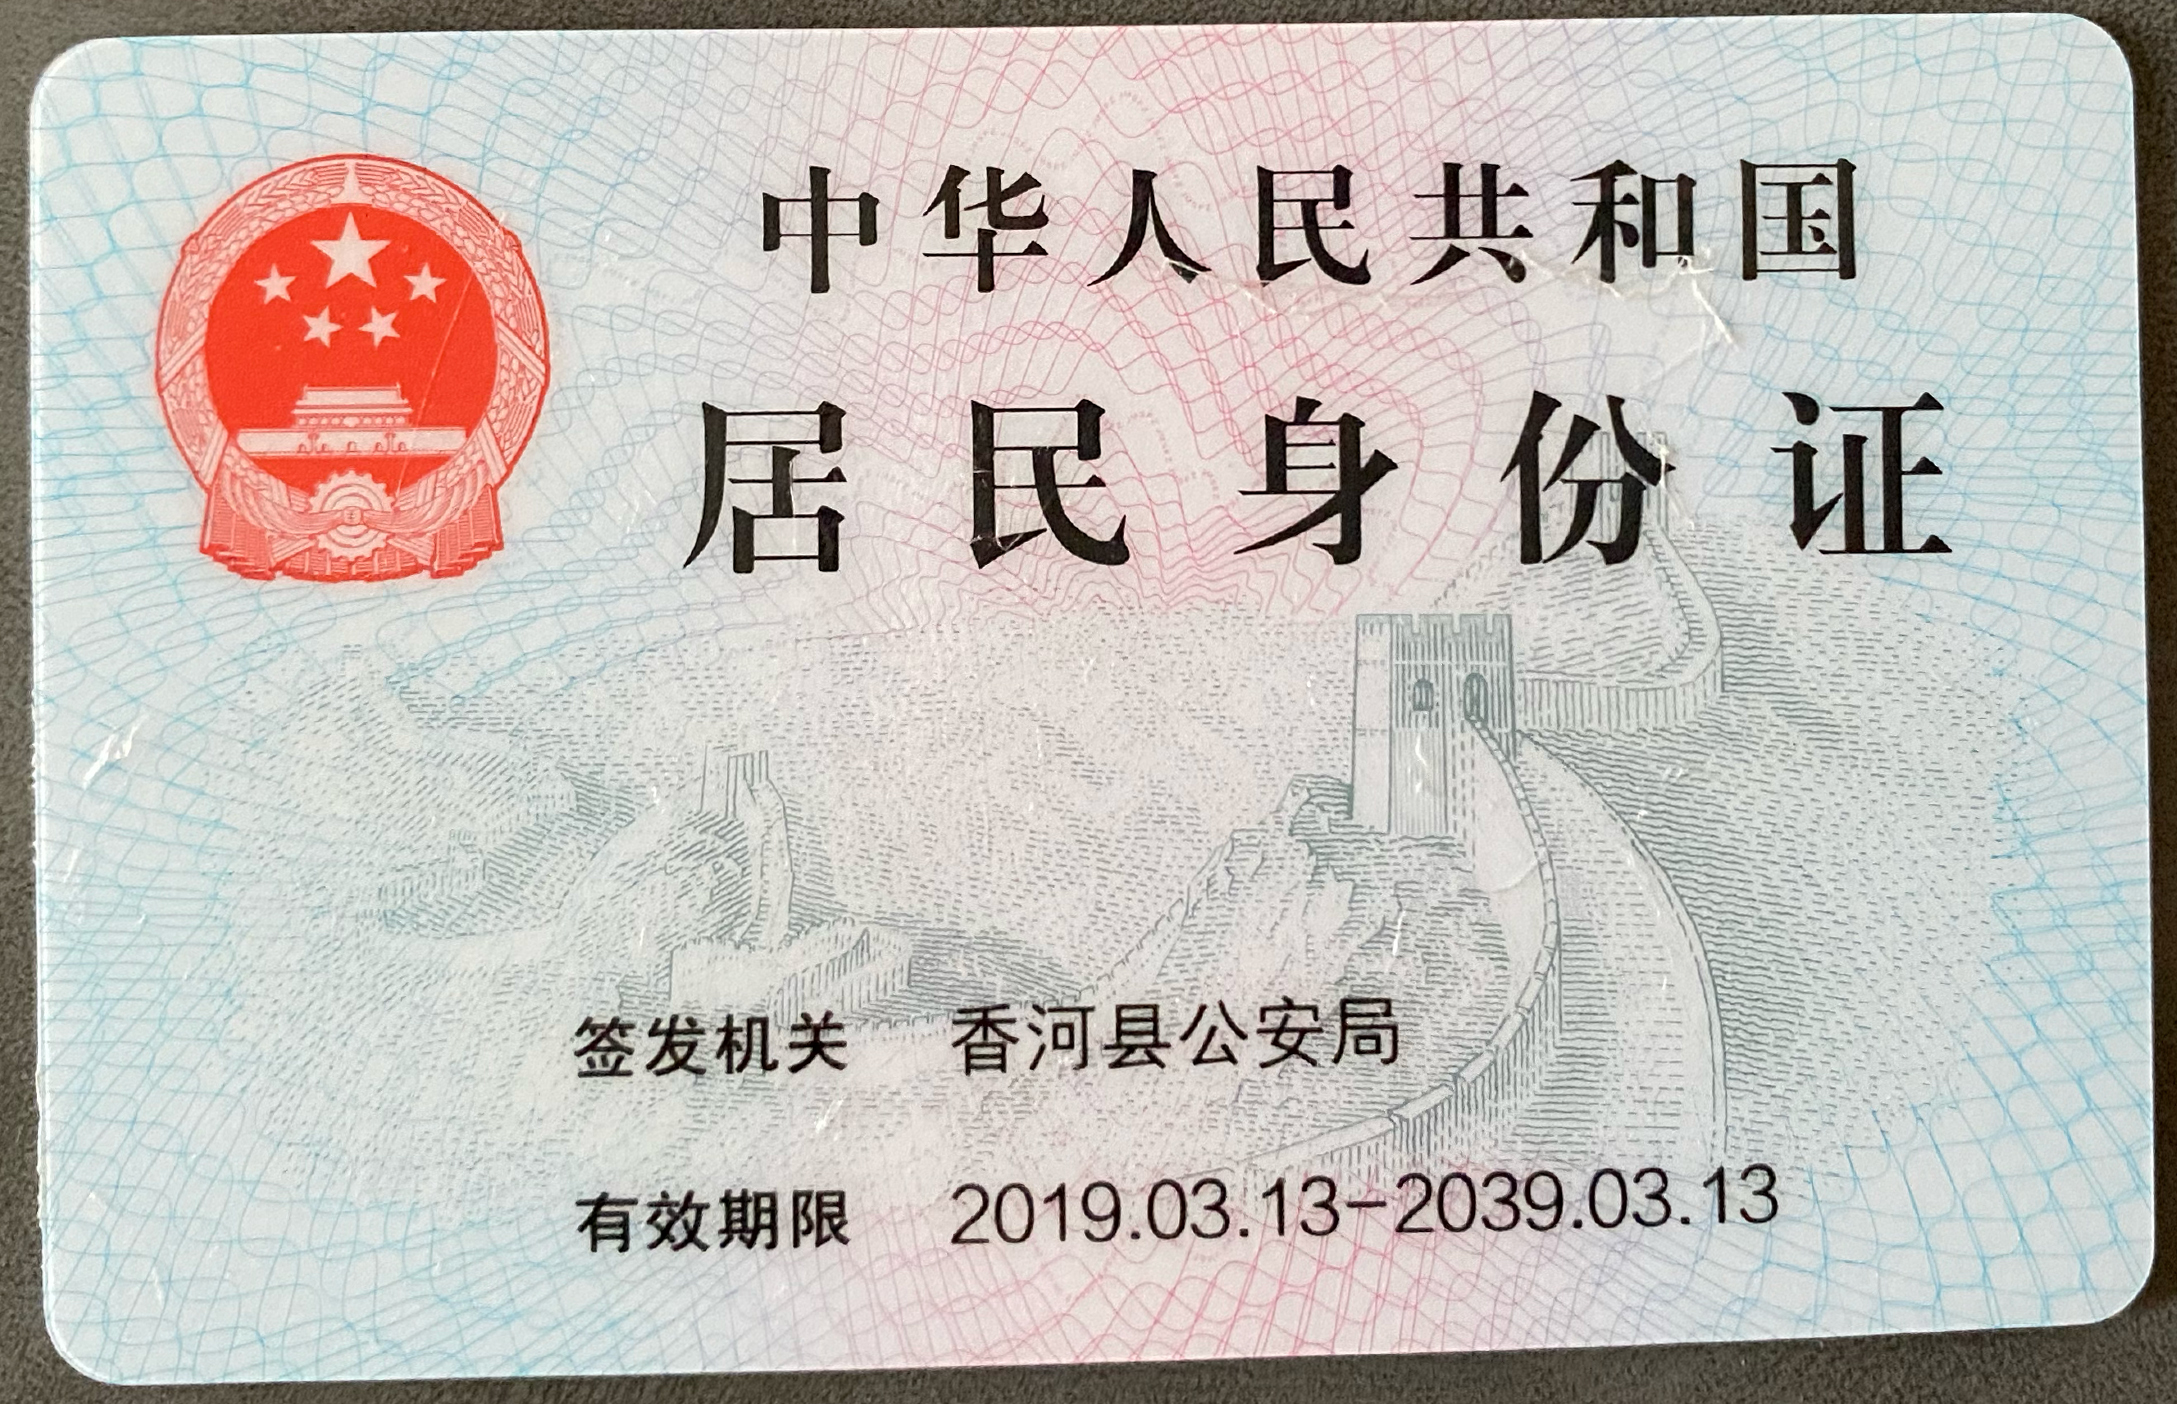 中华人民共和国
居民身份证
签发机关 香河县公安局
有效期限 2019.03.13-2039.03.13